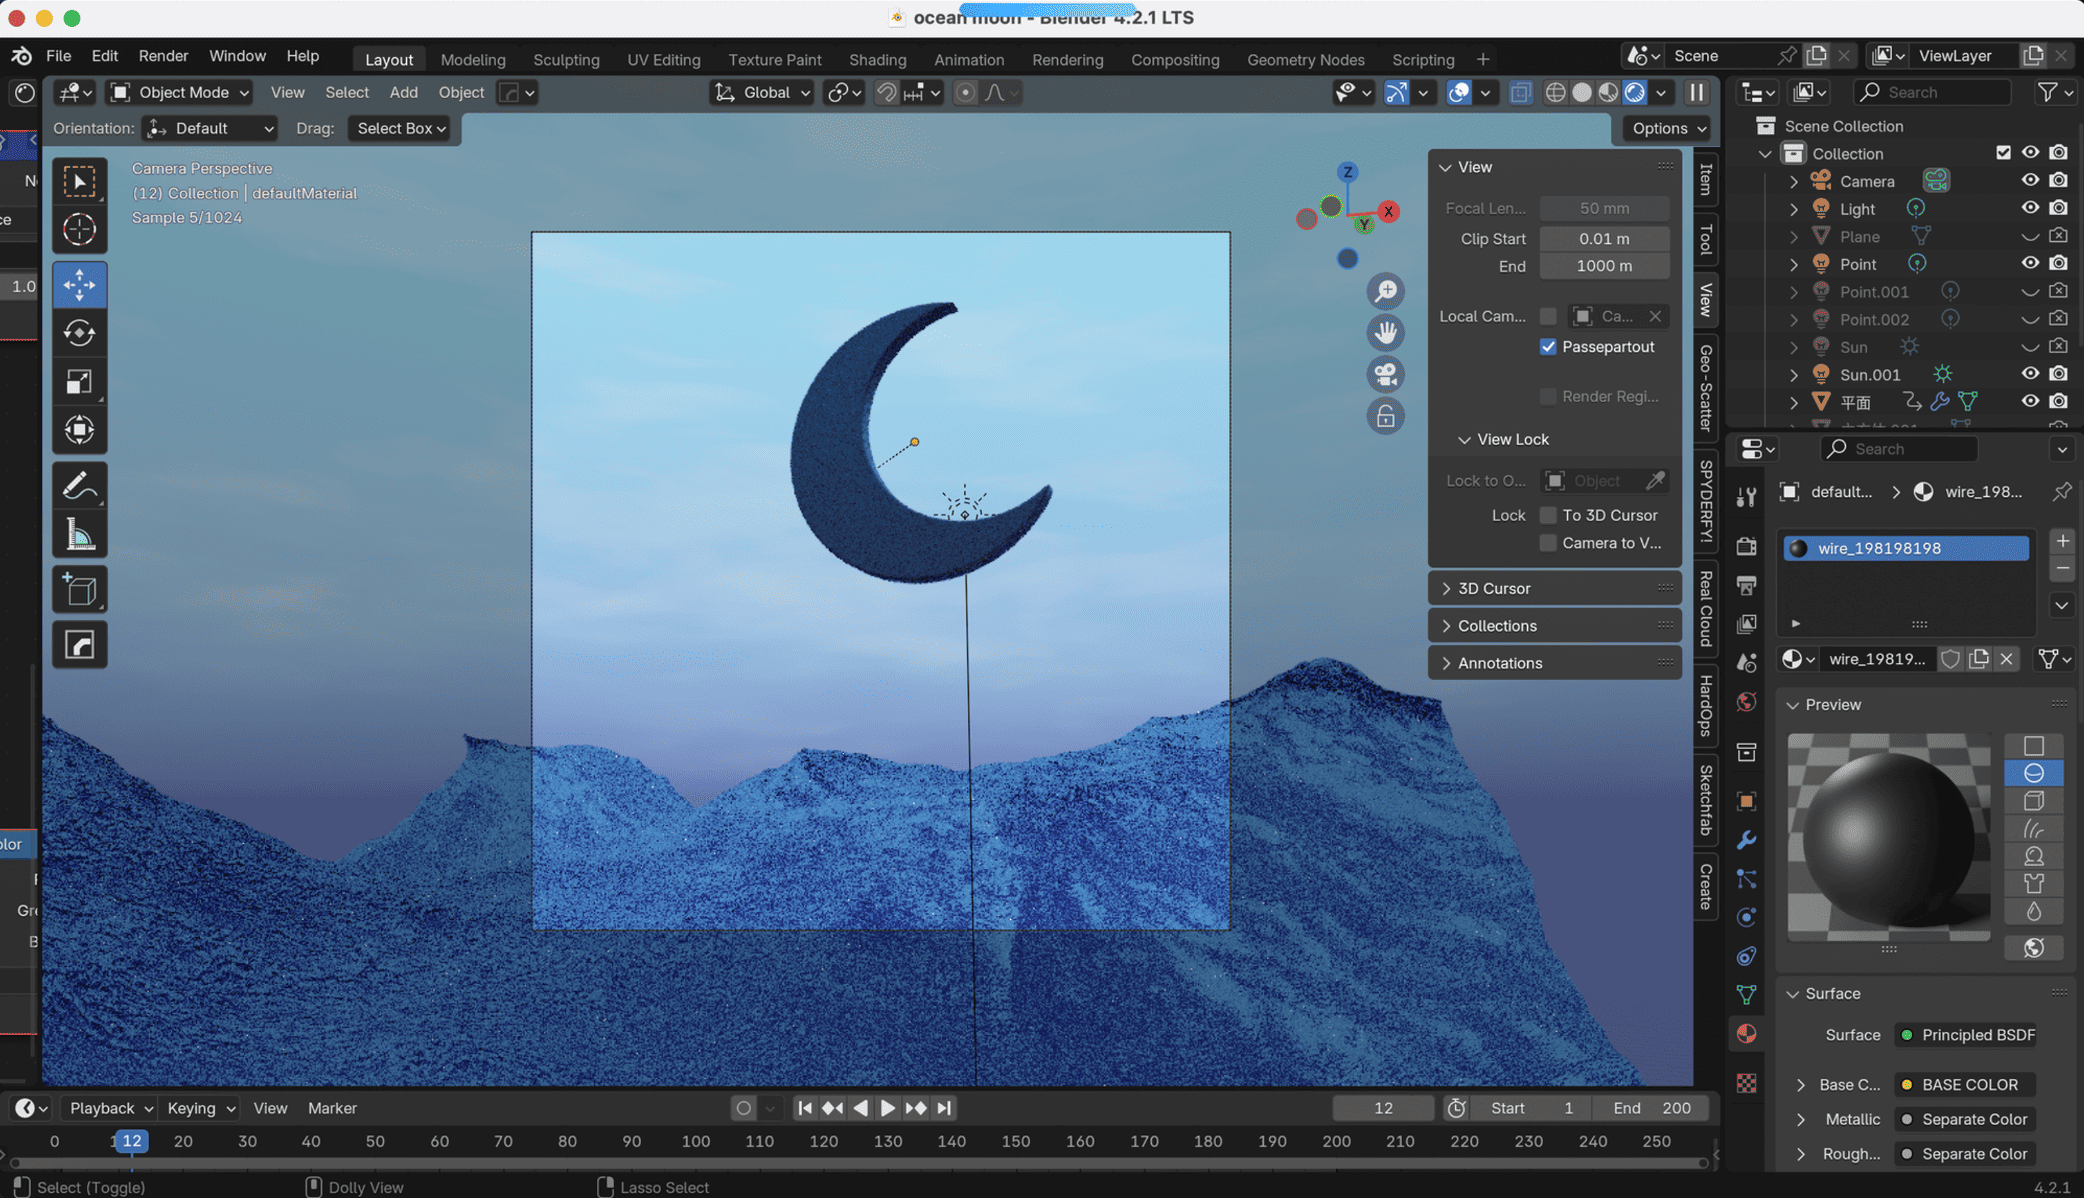 ocean moon - Blender 4.2.1 LTS
File Edit Render Window Help Layout Modeling Sculpting UV Editing Texture Paint Shading Animation Rendering Compositing Geometry Nodes Scripting + Scene ViewLayer
Object Mode View Select Add Object Global Search
Orientation: Default Drag: Select Box Options
Camera Perspective
(12) Collection | defaultMaterial
Sample 5/1024
Z
X
Y
View
Focal Len... 50 mm
Clip Start 0.01 m
End 1000 m
Local Cam... Ca...
Passepartout
Render Regi...
View Lock
Lock to O... Object
Lock To 3D Cursor
Camera to V...
3D Cursor
Collections
Annotations
Item
Tool
View
Geo-Scatter
SPYDERFY!
Real Cloud
HardOps
Sketchfab
Create
Scene Collection
Collection
Camera
Light
Plane
Point
Point.001
Point.002
Sun
Sun.001
平面
Search
default... wire_198...
wire_198198198
wire_19819...
Preview
Surface
Surface Principled BSDF
Base C... BASE COLOR
Metallic Separate Color
Rough... Separate Color
1.0
Playback Keying View Marker 12 Start 1 End 200
0 12 20 30 40 50 60 70 80 90 100 110 120 130 140 150 160 170 180 190 200 210 220 230 240 250
Select (Toggle) Dolly View Lasso Select 4.2.1